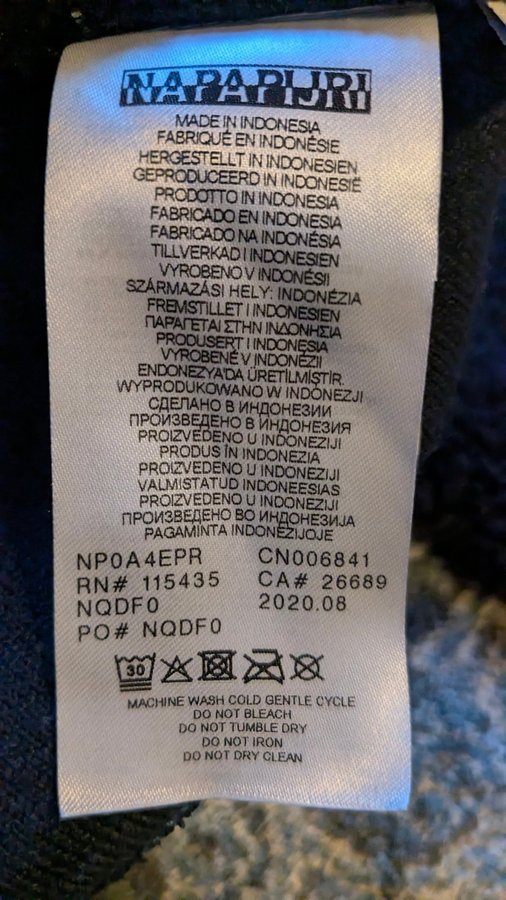 NAPAPIJRI
MADE IN INDONESIA
FABRIQUÉ EN INDONÉSIE
HERGESTELLT IN INDONESIEN
GEPRODUCEERD IN INDONESIË
PRODOTTO IN INDONESIA
FABRICADO EN INDONESIA
FABRICADO NA INDONÉSIA
TILLVERKAD I INDONESIEN
VYROBENO V INDONÉSII
SZÁRMAZÁSI HELY: INDONÉZIA
FREMSTILLET I INDONESIEN
ΠΑΡΑΓΕΤΑΙ ΣΤΗΝ ΙΝΔΟΝΗΣΙΑ
PRODUSERT I INDONESIA
VYROBENÉ V INDONÉZII
ENDONEZYA'DA ÜRETİLMİŞTİR.
WYPRODUKOWANO W INDONEZJI
СДЕЛАНО В ИНДОНЕЗИИ
ПРОИЗВЕДЕНО В ИНДОНЕЗИЯ
PROIZVEDENO U INDONEZIJI
PRODUS ÎN INDONEZIA
PROIZVEDENO U INDONEZIJI
VALMISTATUD INDONEESIAS
PROIZVEDENO U INDONEZIJI
ПРОИЗВЕДЕНО ВО ИНДОНЕЗИЈА
PAGAMINTA INDONEZIJOJE
NP0A4EPR CN006841
RN# 115435 CA# 26689
NQDF0 2020.08
PO# NQDF0
30
MACHINE WASH COLD GENTLE CYCLE
DO NOT BLEACH
DO NOT TUMBLE DRY
DO NOT IRON
DO NOT DRY CLEAN